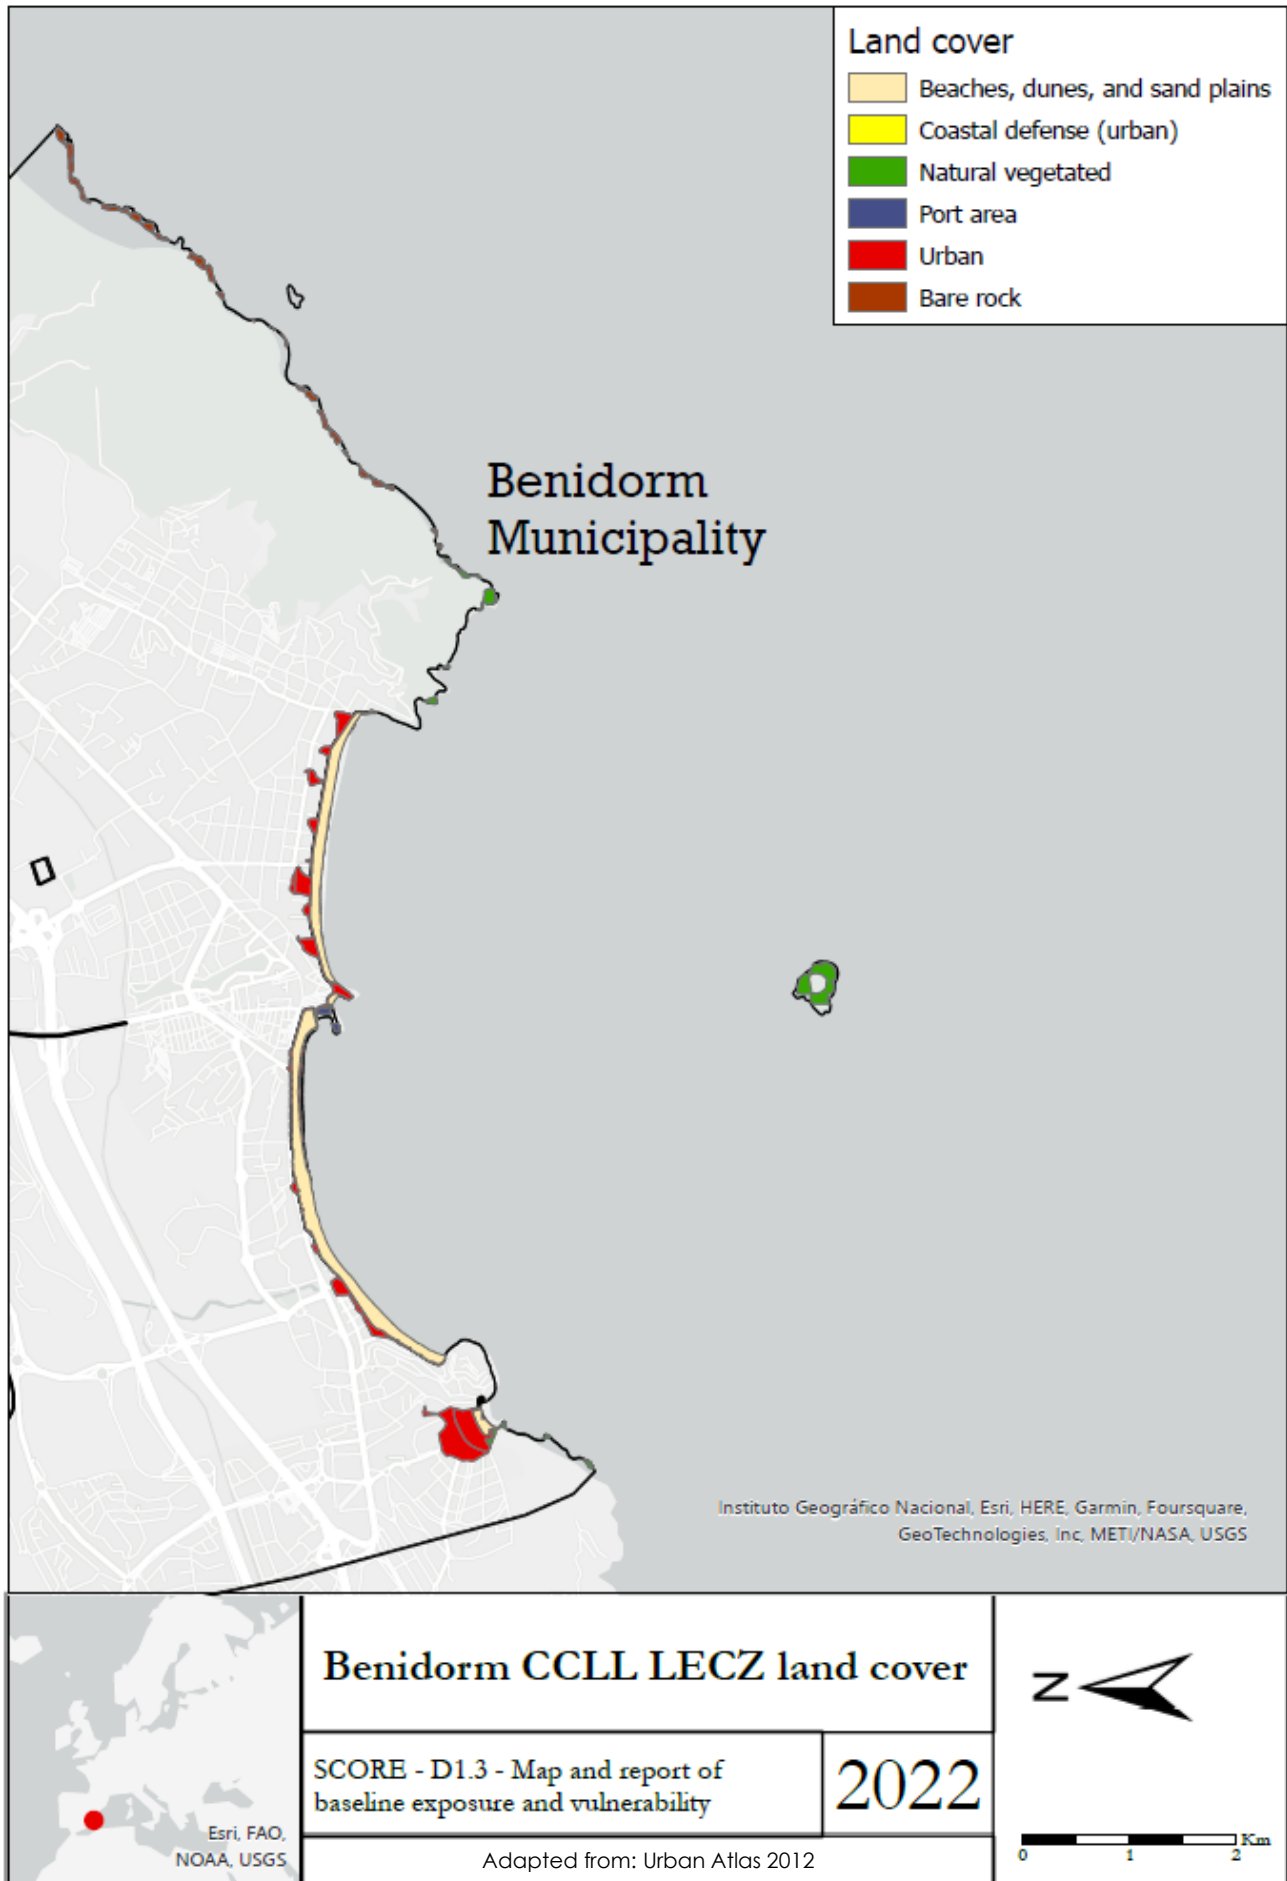 Land cover
Beaches, dunes, and sand plains
Coastal defense (urban)
Natural vegetated
Port area
Urban
Bare rock
Benidorm
Municipality
Instituto Geográfico Nacional, Esri, HERE, Garmin, Foursquare,
GeoTechnologies, Inc, METI/NASA, USGS
Esri, FAO,
NOAA, USGS
Benidorm CCLL LECZ land cover
SCORE - D1.3 - Map and report of
baseline exposure and vulnerability
2022
Adapted from: Urban Atlas 2012
N
Km
0 1 2